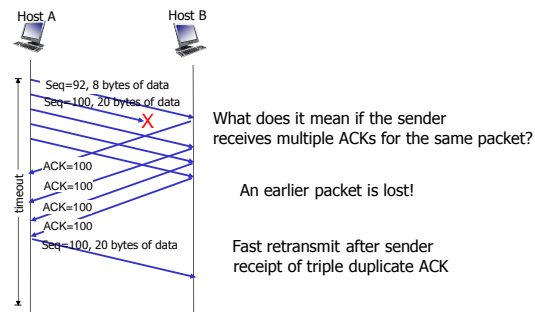 Host A
Host B
Seq=92, 8 bytes of data
Seq=100, 20 bytes of data
X
What does it mean if the sender
receives multiple ACKs for the same packet?
ACK=100
ACK=100
ACK=100
ACK=100
timeout
An earlier packet is lost!
Seq=100, 20 bytes of data
Fast retransmit after sender
receipt of triple duplicate ACK